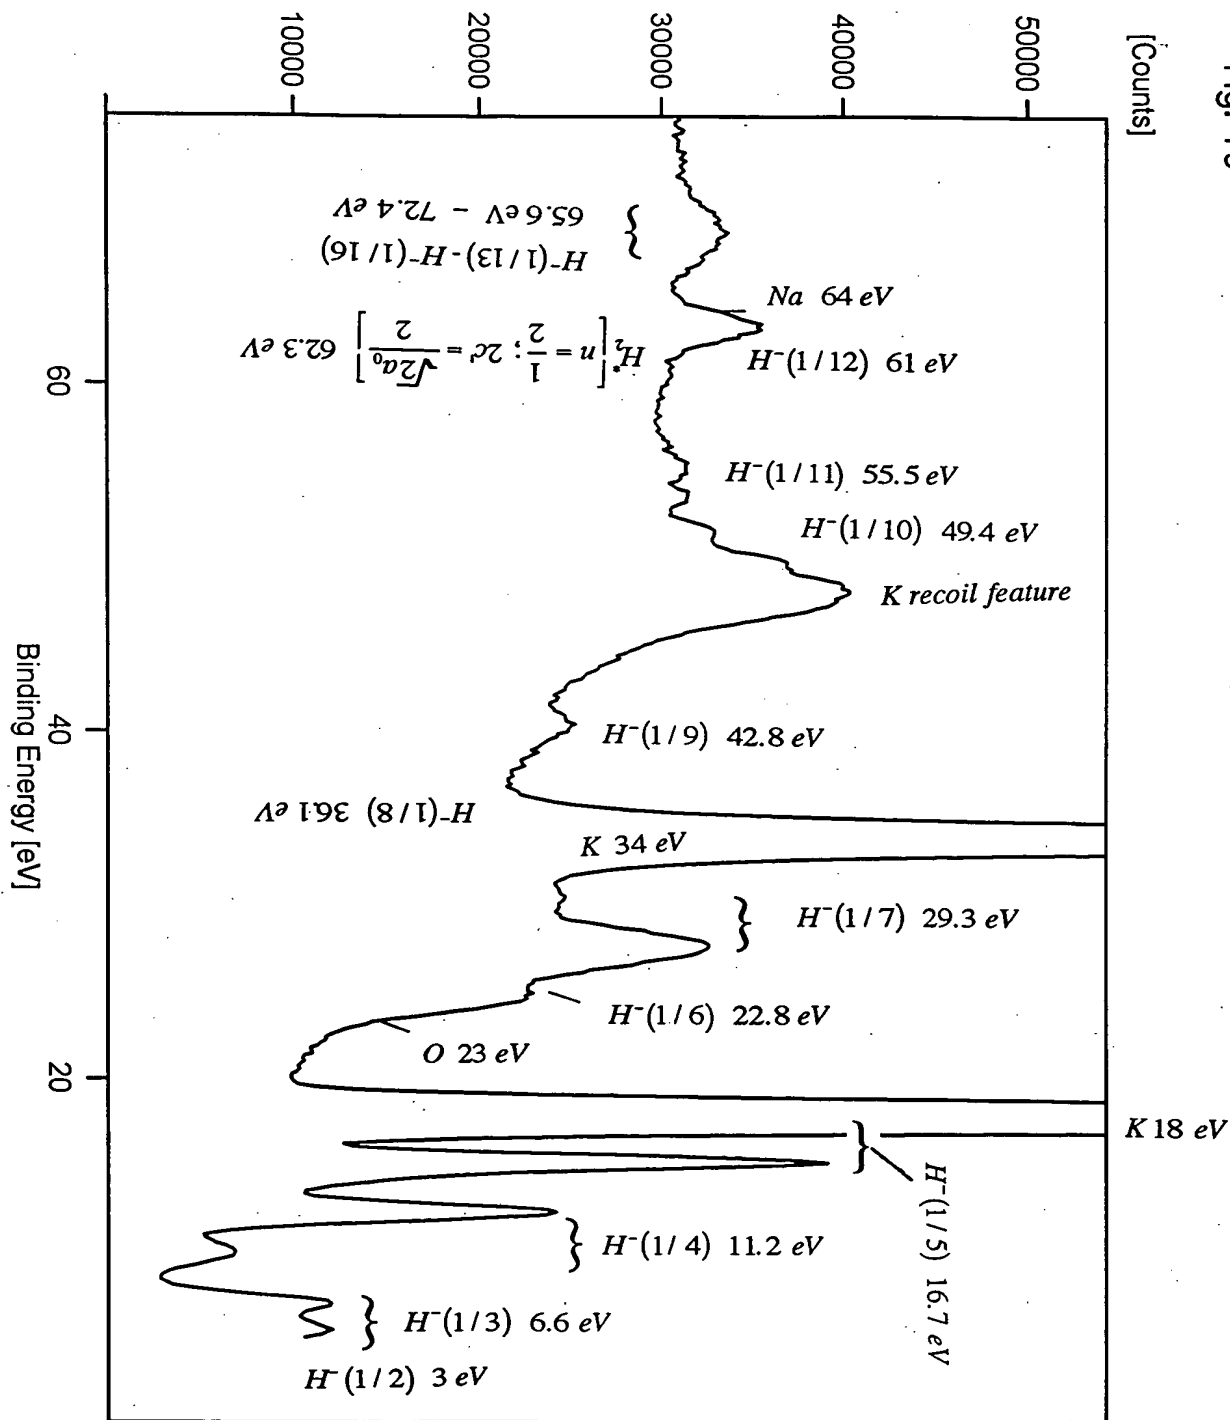 [Counts]
50000
40000
30000
20000
10000
65.6 eV – 72.4 eV
H⁻(1/13) - H⁻(1/16)
Na 64 eV
H₂*[n = 1/2; 2c' = √2a₀/2] 62.3 eV
H⁻(1/12) 61 eV
60
H⁻(1/11) 55.5 eV
H⁻(1/10) 49.4 eV
K recoil feature
40
H⁻(1/9) 42.8 eV
H⁻(1/8) 36.1 eV
K 34 eV
H⁻(1/7) 29.3 eV
H⁻(1/6) 22.8 eV
O 23 eV
20
K 18 eV
H⁻(1/5) 16.7 eV
H⁻(1/4) 11.2 eV
H⁻(1/3) 6.6 eV
H⁻(1/2) 3 eV
Binding Energy [eV]